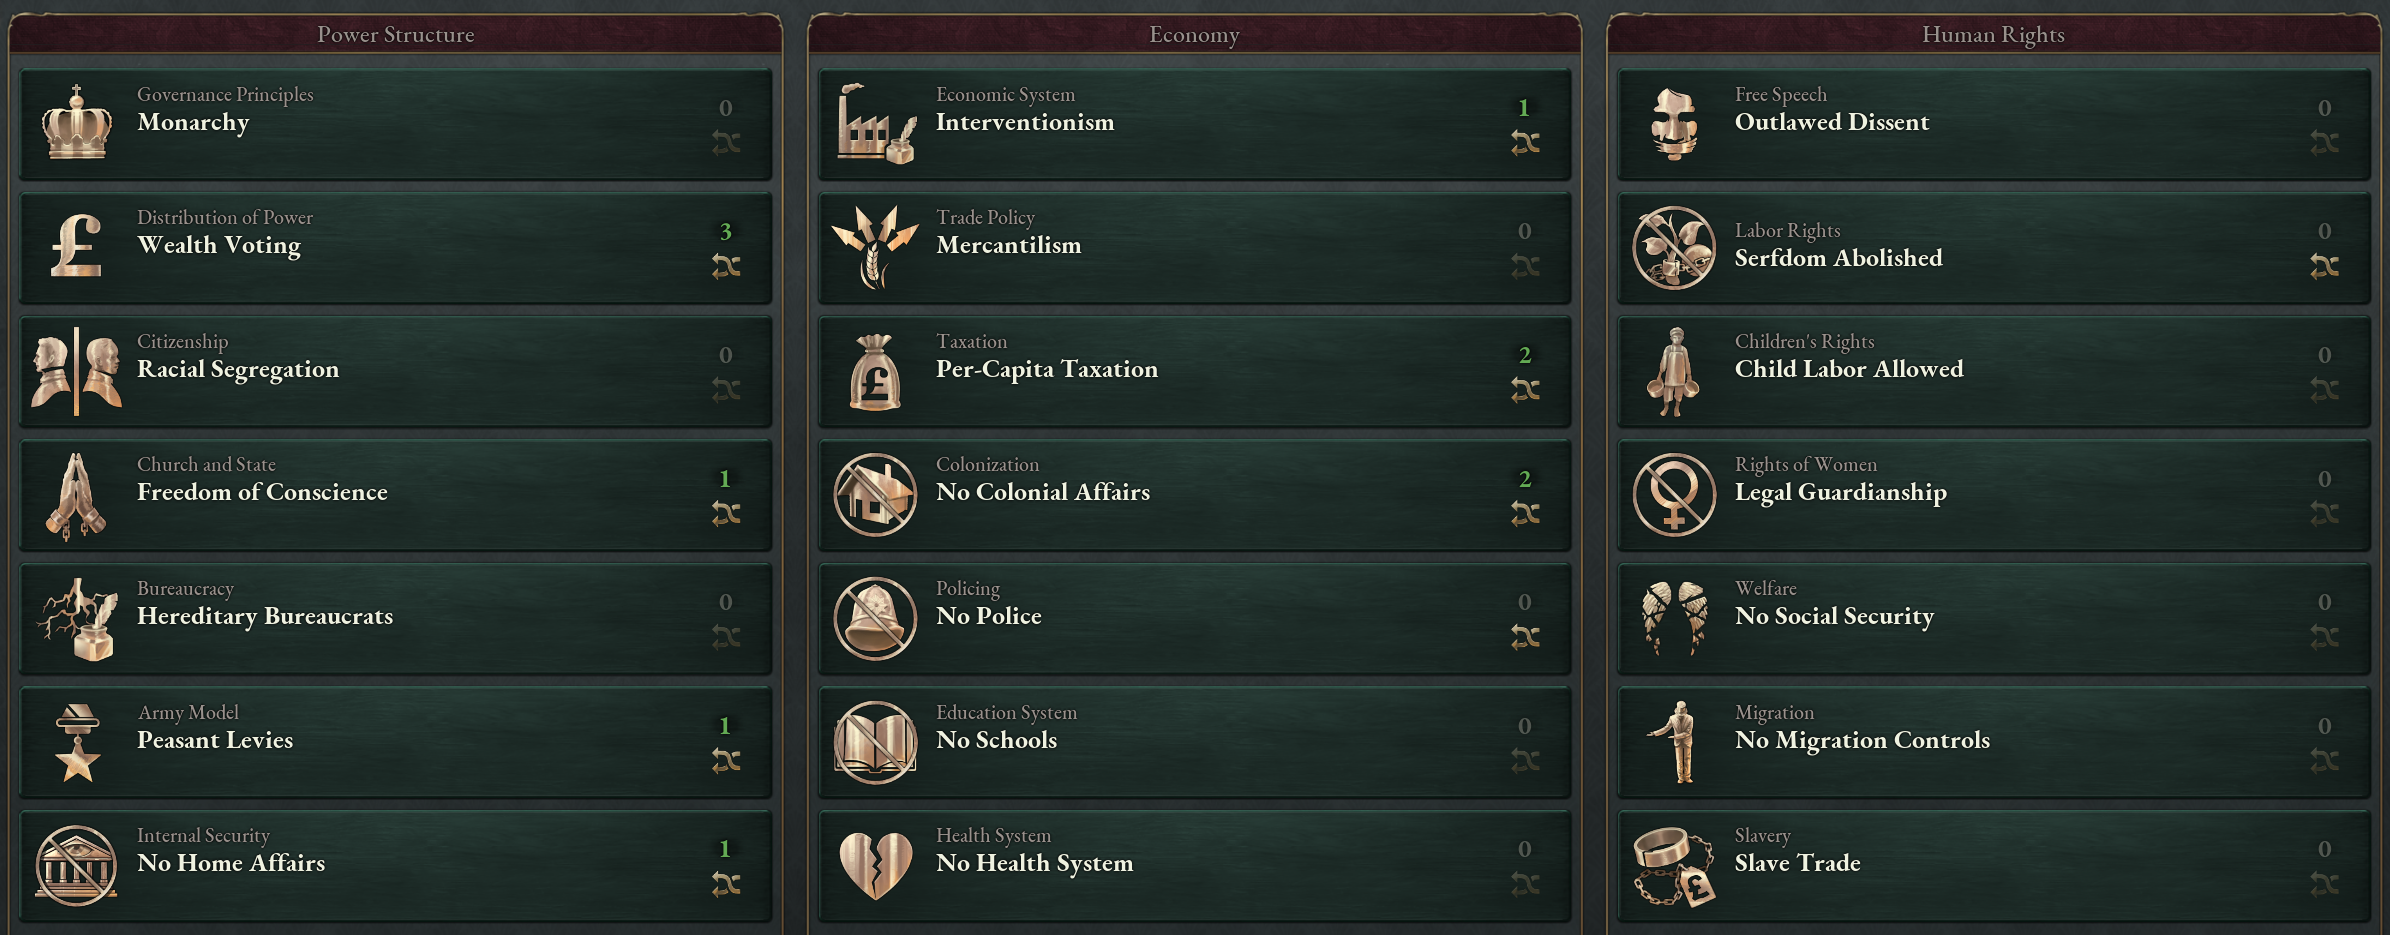 Power Structure
Governance Principles
Monarchy
0
Distribution of Power
Wealth Voting
3
Citizenship
Racial Segregation
0
Church and State
Freedom of Conscience
1
Bureaucracy
Hereditary Bureaucrats
0
Army Model
Peasant Levies
1
Internal Security
No Home Affairs
1
Economy
Economic System
Interventionism
1
Trade Policy
Mercantilism
0
Taxation
Per-Capita Taxation
2
Colonization
No Colonial Affairs
2
Policing
No Police
0
Education System
No Schools
0
Health System
No Health System
0
Human Rights
Free Speech
Outlawed Dissent
0
Labor Rights
Serfdom Abolished
0
Children's Rights
Child Labor Allowed
0
Rights of Women
Legal Guardianship
0
Welfare
No Social Security
0
Migration
No Migration Controls
0
Slavery
Slave Trade
0